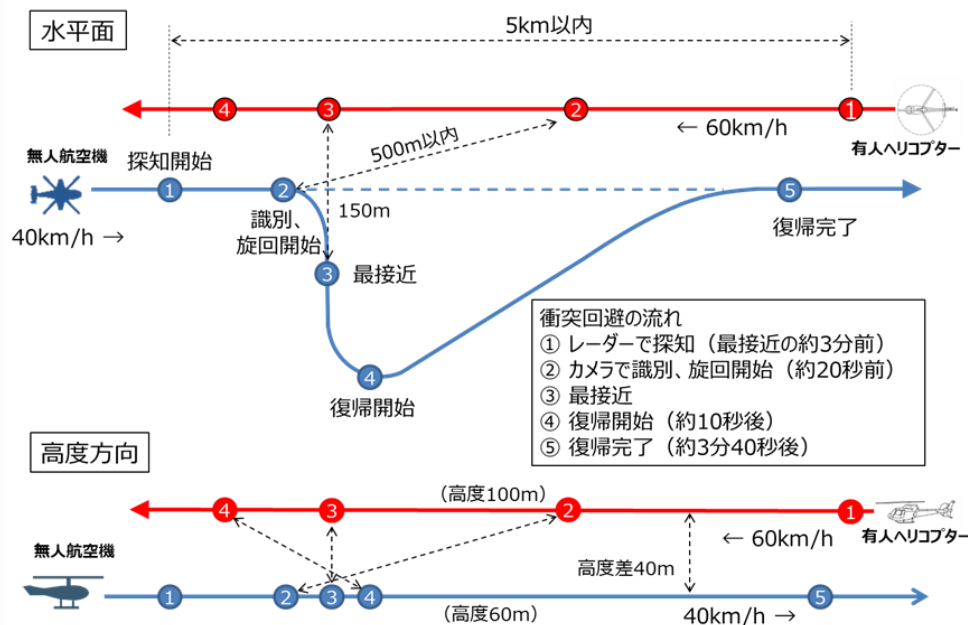 水平面
5km以内
4
3
2
1
← 60km/h
有人ヘリコプター
500m以内
無人航空機
探知開始
1
2
5
150m
40km/h →
識別、
旋回開始
復帰完了
3
最接近
4
復帰開始
衝突回避の流れ
① レーダーで探知（最接近の約3分前）
② カメラで識別、旋回開始（約20秒前）
③ 最接近
④ 復帰開始（約10秒後）
⑤ 復帰完了（約3分40秒後）
高度方向
（高度100m）
4
3
2
1
← 60km/h
有人ヘリコプター
無人航空機
高度差40m
1
2
3
4
5
（高度60m）
40km/h →